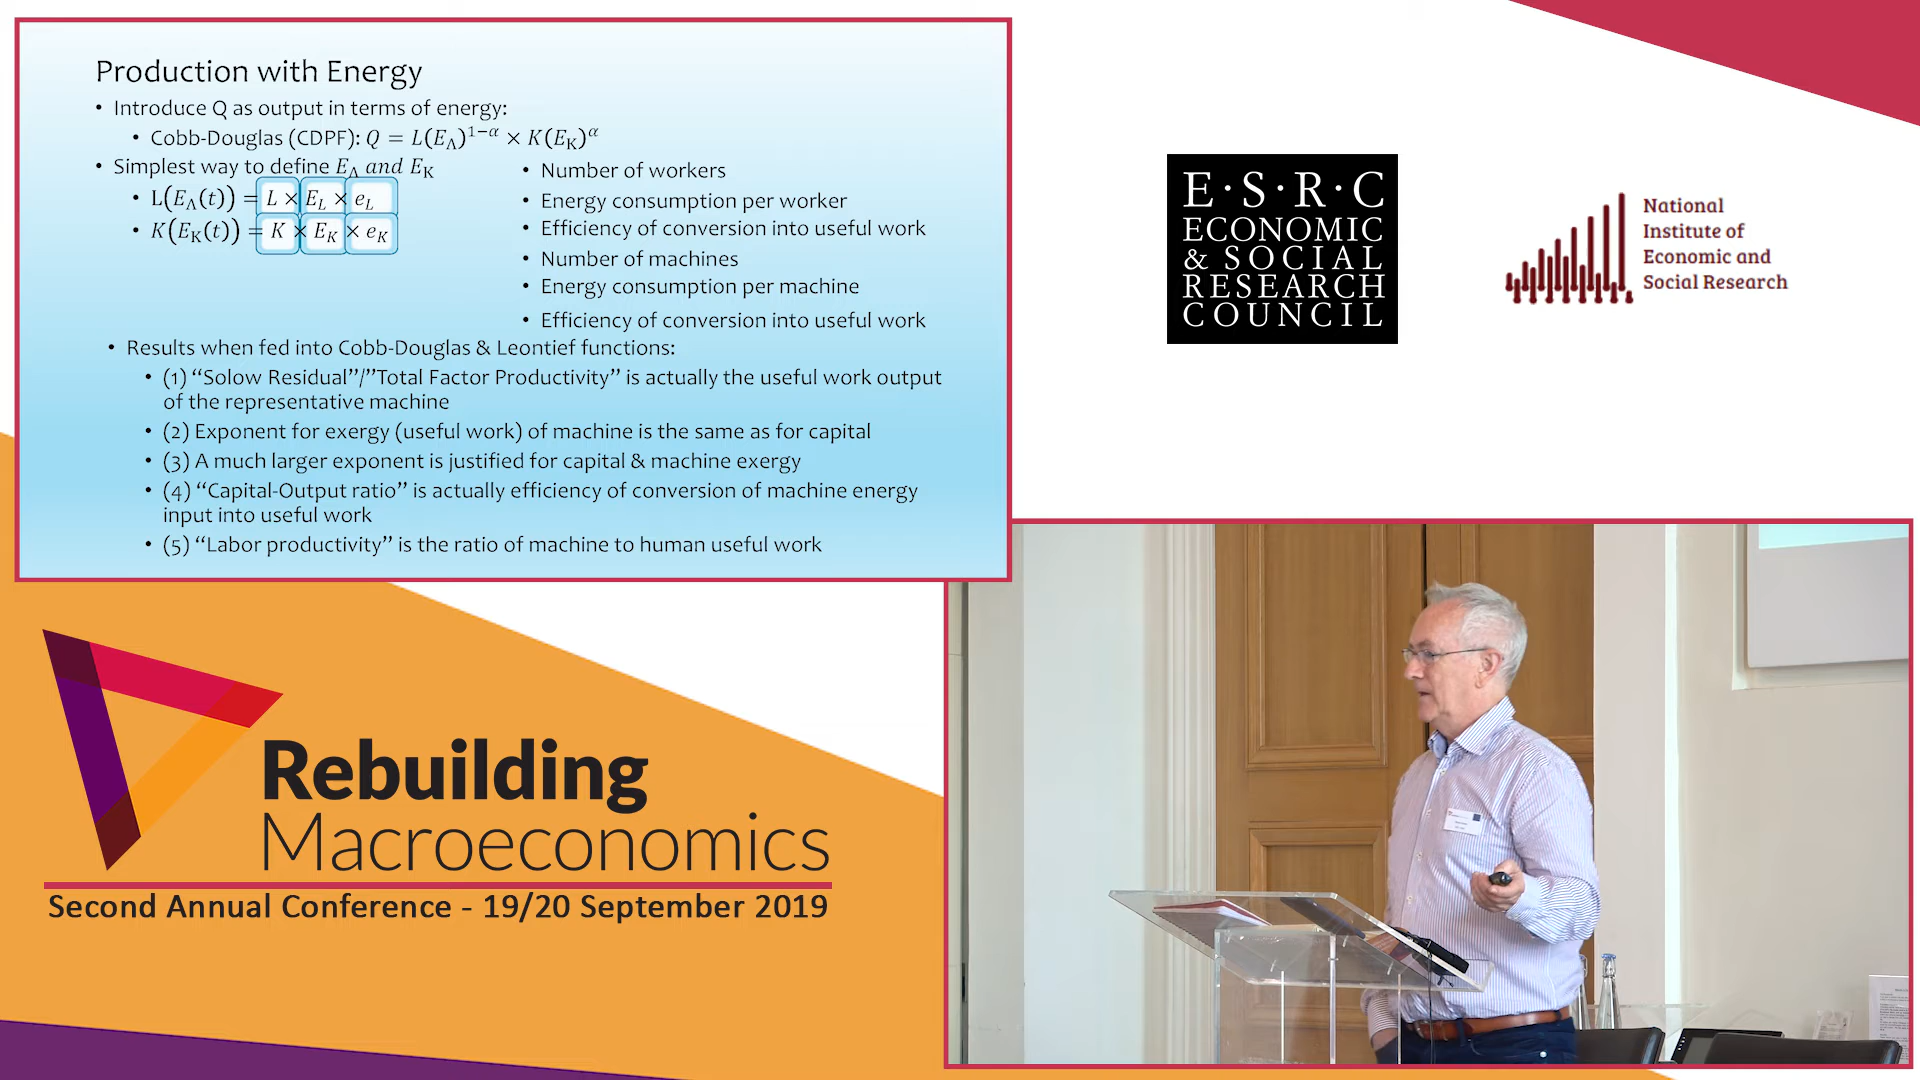 Production with Energy
• Introduce Q as output in terms of energy:
• Cobb-Douglas (CDPF): Q = L(E_Λ)^{1−α} × K(E_K)^α
• Simplest way to define E_Λ and E_K
• L(E_Λ(t)) = L × E_L × e_L
• K(E_K(t)) = K × E_K × e_K
• Number of workers
• Energy consumption per worker
• Efficiency of conversion into useful work
• Number of machines
• Energy consumption per machine
• Efficiency of conversion into useful work
• Results when fed into Cobb-Douglas & Leontief functions:
• (1) “Solow Residual”/”Total Factor Productivity” is actually the useful work output
of the representative machine
• (2) Exponent for exergy (useful work) of machine is the same as for capital
• (3) A much larger exponent is justified for capital & machine exergy
• (4) “Capital-Output ratio” is actually efficiency of conversion of machine energy
input into useful work
• (5) “Labor productivity” is the ratio of machine to human useful work
E·S·R·C
ECONOMIC
& SOCIAL
RESEARCH
COUNCIL
National
Institute of
Economic and
Social Research
Rebuilding
Macroeconomics
Second Annual Conference - 19/20 September 2019